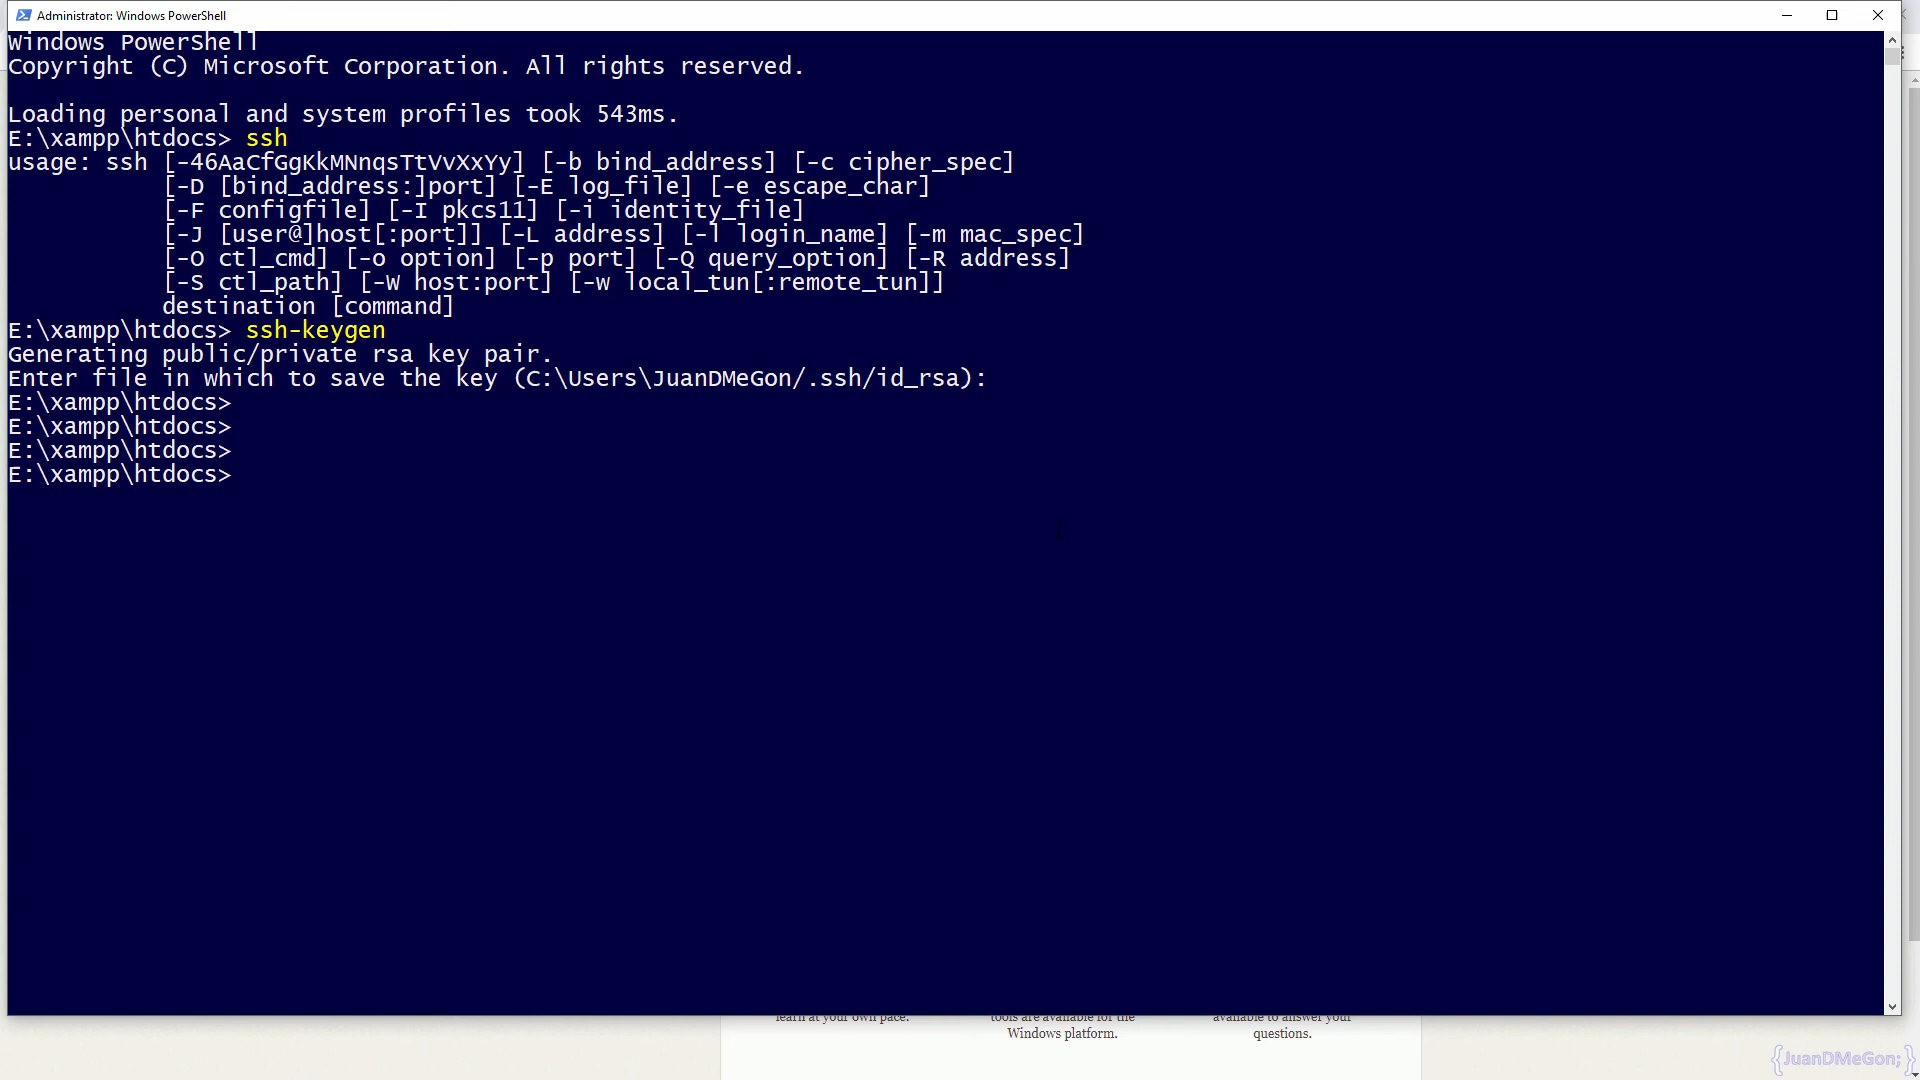 Administrator: Windows PowerShell
Windows PowerShell
Copyright (C) Microsoft Corporation. All rights reserved.
Loading personal and system profiles took 543ms.
E:\xampp\htdocs> ssh
usage: ssh [-46AaCfGgKkMNnqsTtVvXxYy] [-b bind_address] [-c cipher_spec]
[-D [bind_address:]port] [-E log_file] [-e escape_char]
[-F configfile] [-I pkcs11] [-i identity_file]
[-J [user@]host[:port]] [-L address] [-l login_name] [-m mac_spec]
[-O ctl_cmd] [-o option] [-p port] [-Q query_option] [-R address]
[-S ctl_path] [-W host:port] [-w local_tun[:remote_tun]]
destination [command]
E:\xampp\htdocs> ssh-keygen
Generating public/private rsa key pair.
Enter file in which to save the key (C:\Users\JuanDMeGon/.ssh/id_rsa):
E:\xampp\htdocs>
E:\xampp\htdocs>
E:\xampp\htdocs>
E:\xampp\htdocs>
learn at your own pace. tools are available for the available to answer your
Windows platform. questions.
{JuanDMeGon; }